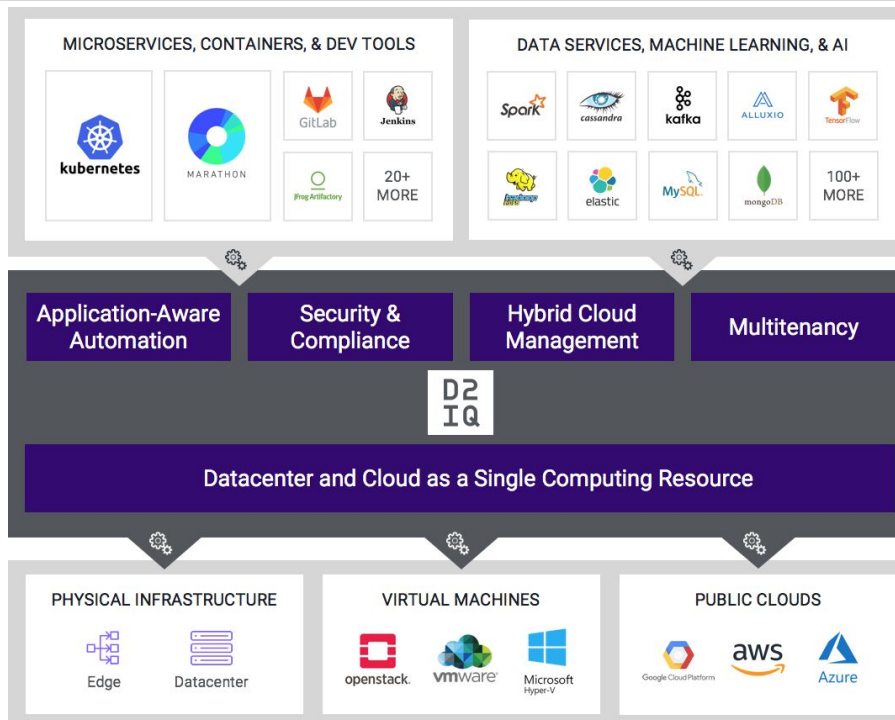 MICROSERVICES, CONTAINERS, & DEV TOOLS
kubernetes
MARATHON
GitLab
Jenkins
JFrog Artifactory
20+
MORE
DATA SERVICES, MACHINE LEARNING, & AI
Spark
cassandra
kafka
ALLUXIO
TensorFlow
hadoop
elastic
MySQL
mongoDB
100+
MORE
Application-Aware
Automation
Security &
Compliance
Hybrid Cloud
Management
Multitenancy
D2
IQ
Datacenter and Cloud as a Single Computing Resource
PHYSICAL INFRASTRUCTURE
Edge
Datacenter
VIRTUAL MACHINES
openstack.
vmware
Microsoft
Hyper-V
PUBLIC CLOUDS
Google Cloud Platform
aws
Azure